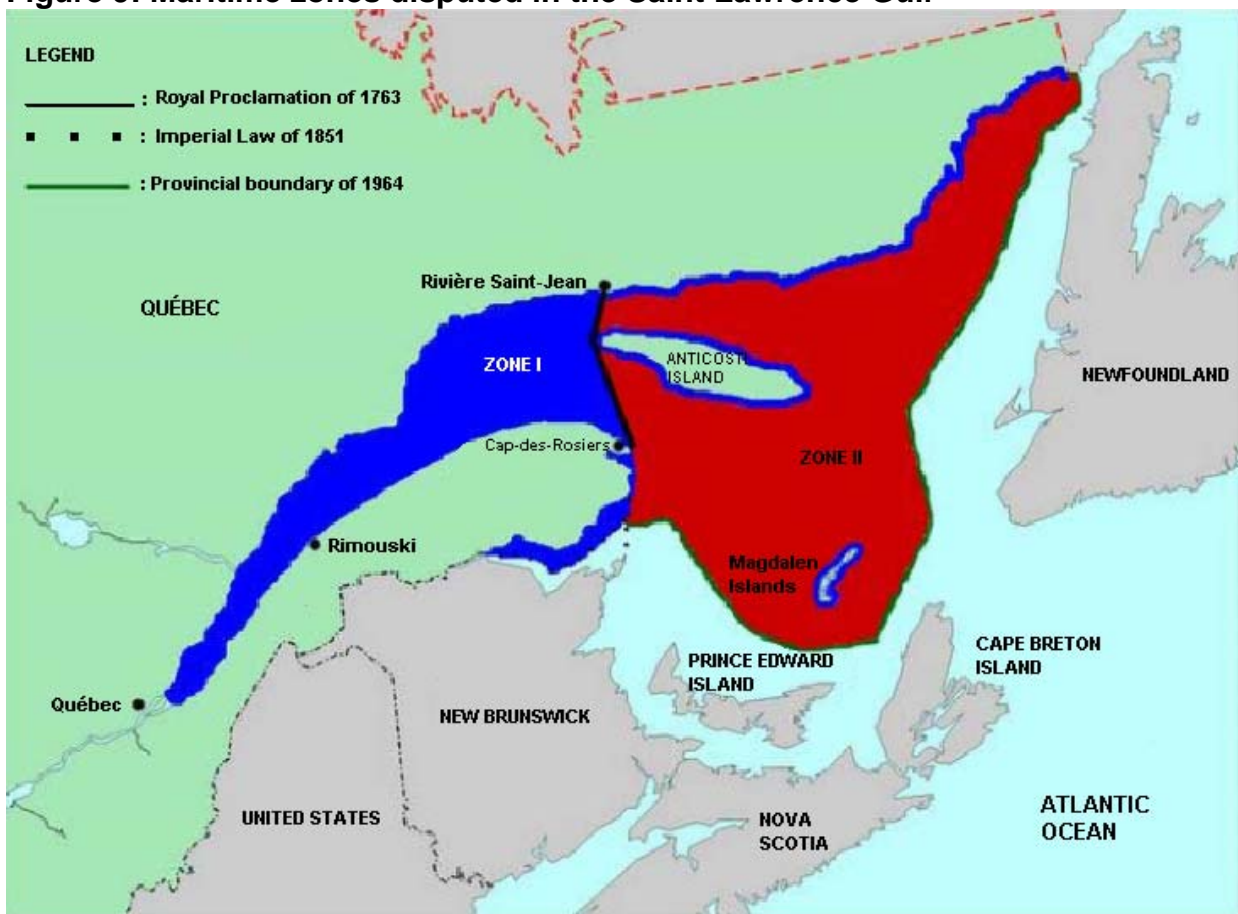 LEGEND
: Royal Proclamation of 1763
: Imperial Law of 1851
: Provincial boundary of 1964
Rivière Saint-Jean
QUÉBEC
ZONE I
ANTICOSTI
ISLAND
NEWFOUNDLAND
Cap-des-Rosiers
ZONE II
Rimouski
Magdalen
Islands
CAPE BRETON
ISLAND
PRINCE EDWARD
ISLAND
Québec
NEW BRUNSWICK
ATLANTIC
OCEAN
UNITED STATES
NOVA
SCOTIA